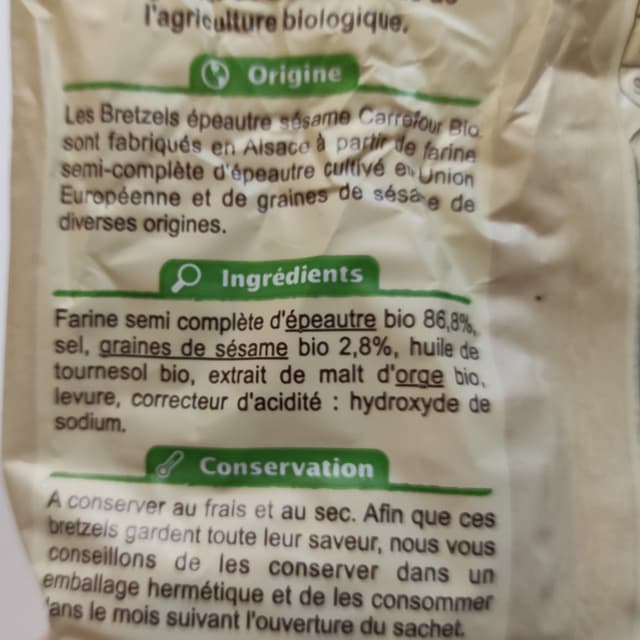 l'agriculture biologique.
Origine
Les Bretzels épeautre sésame Carrefour Bio
sont fabriqués en Alsace à partir de farine
semi-complète d'épeautre cultivé en Union
Européenne et de graines de sésame de
diverses origines.
Ingrédients
Farine semi complète d'épeautre bio 86,8%,
sel, graines de sésame bio 2,8%, huile de
tournesol bio, extrait de malt d'orge bio,
levure, correcteur d'acidité : hydroxyde de
sodium.
Conservation
A conserver au frais et au sec. Afin que ces
bretzels gardent toute leur saveur, nous vous
conseillons de les conserver dans un
emballage hermétique et de les consommer
dans le mois suivant l'ouverture du sachet.